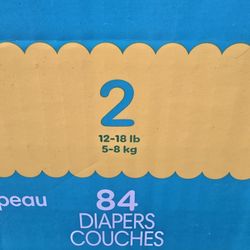 2
12-18 lb
5-8 kg
peau
84
DIAPERS
COUCHES